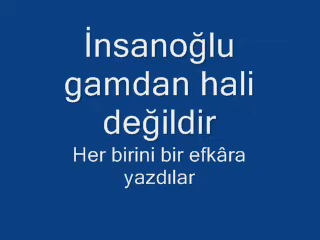 İnsanoğlu
gamdan hali
değildir
Her birini bir efkâra
yazdılar